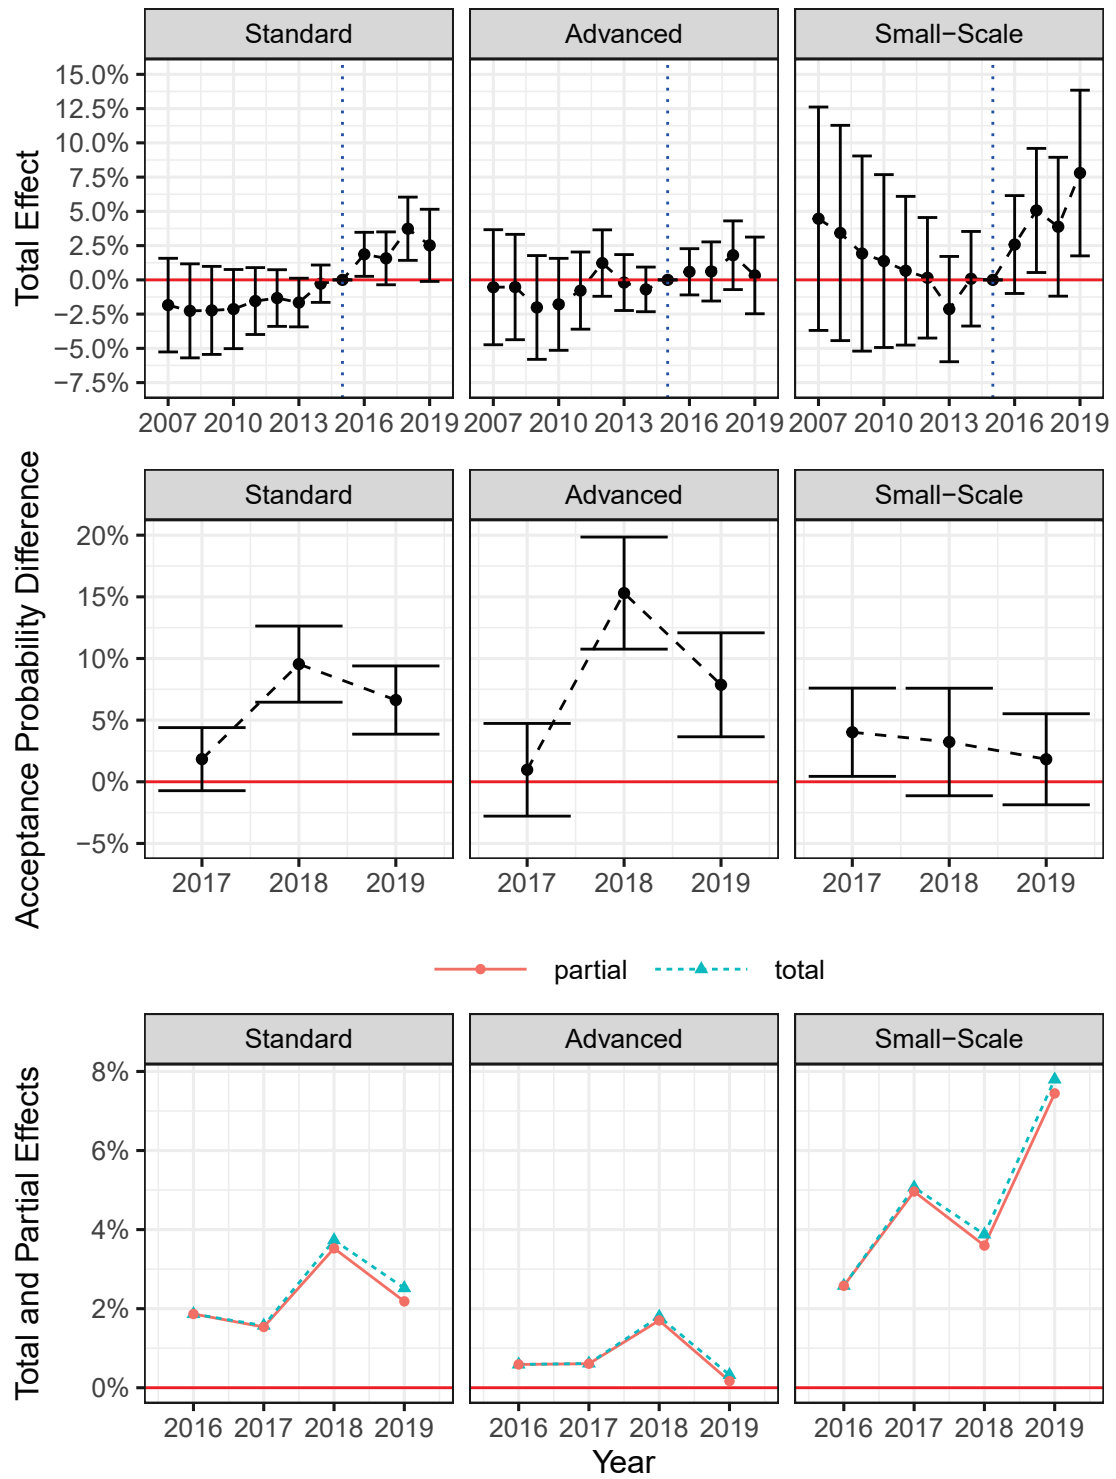 Standard Advanced Small−Scale
Total Effect
15.0%
12.5%
10.0%
7.5%
5.0%
2.5%
0.0%
−2.5%
−5.0%
−7.5%
2007 2010 2013 2016 2019 2007 2010 2013 2016 2019 2007 2010 2013 2016 2019
Standard Advanced Small−Scale
Acceptance Probability Difference
20%
15%
10%
5%
0%
−5%
2017 2018 2019 2017 2018 2019 2017 2018 2019
partial total
Standard Advanced Small−Scale
Total and Partial Effects
8%
6%
4%
2%
0%
2016 2017 2018 2019 2016 2017 2018 2019 2016 2017 2018 2019
Year